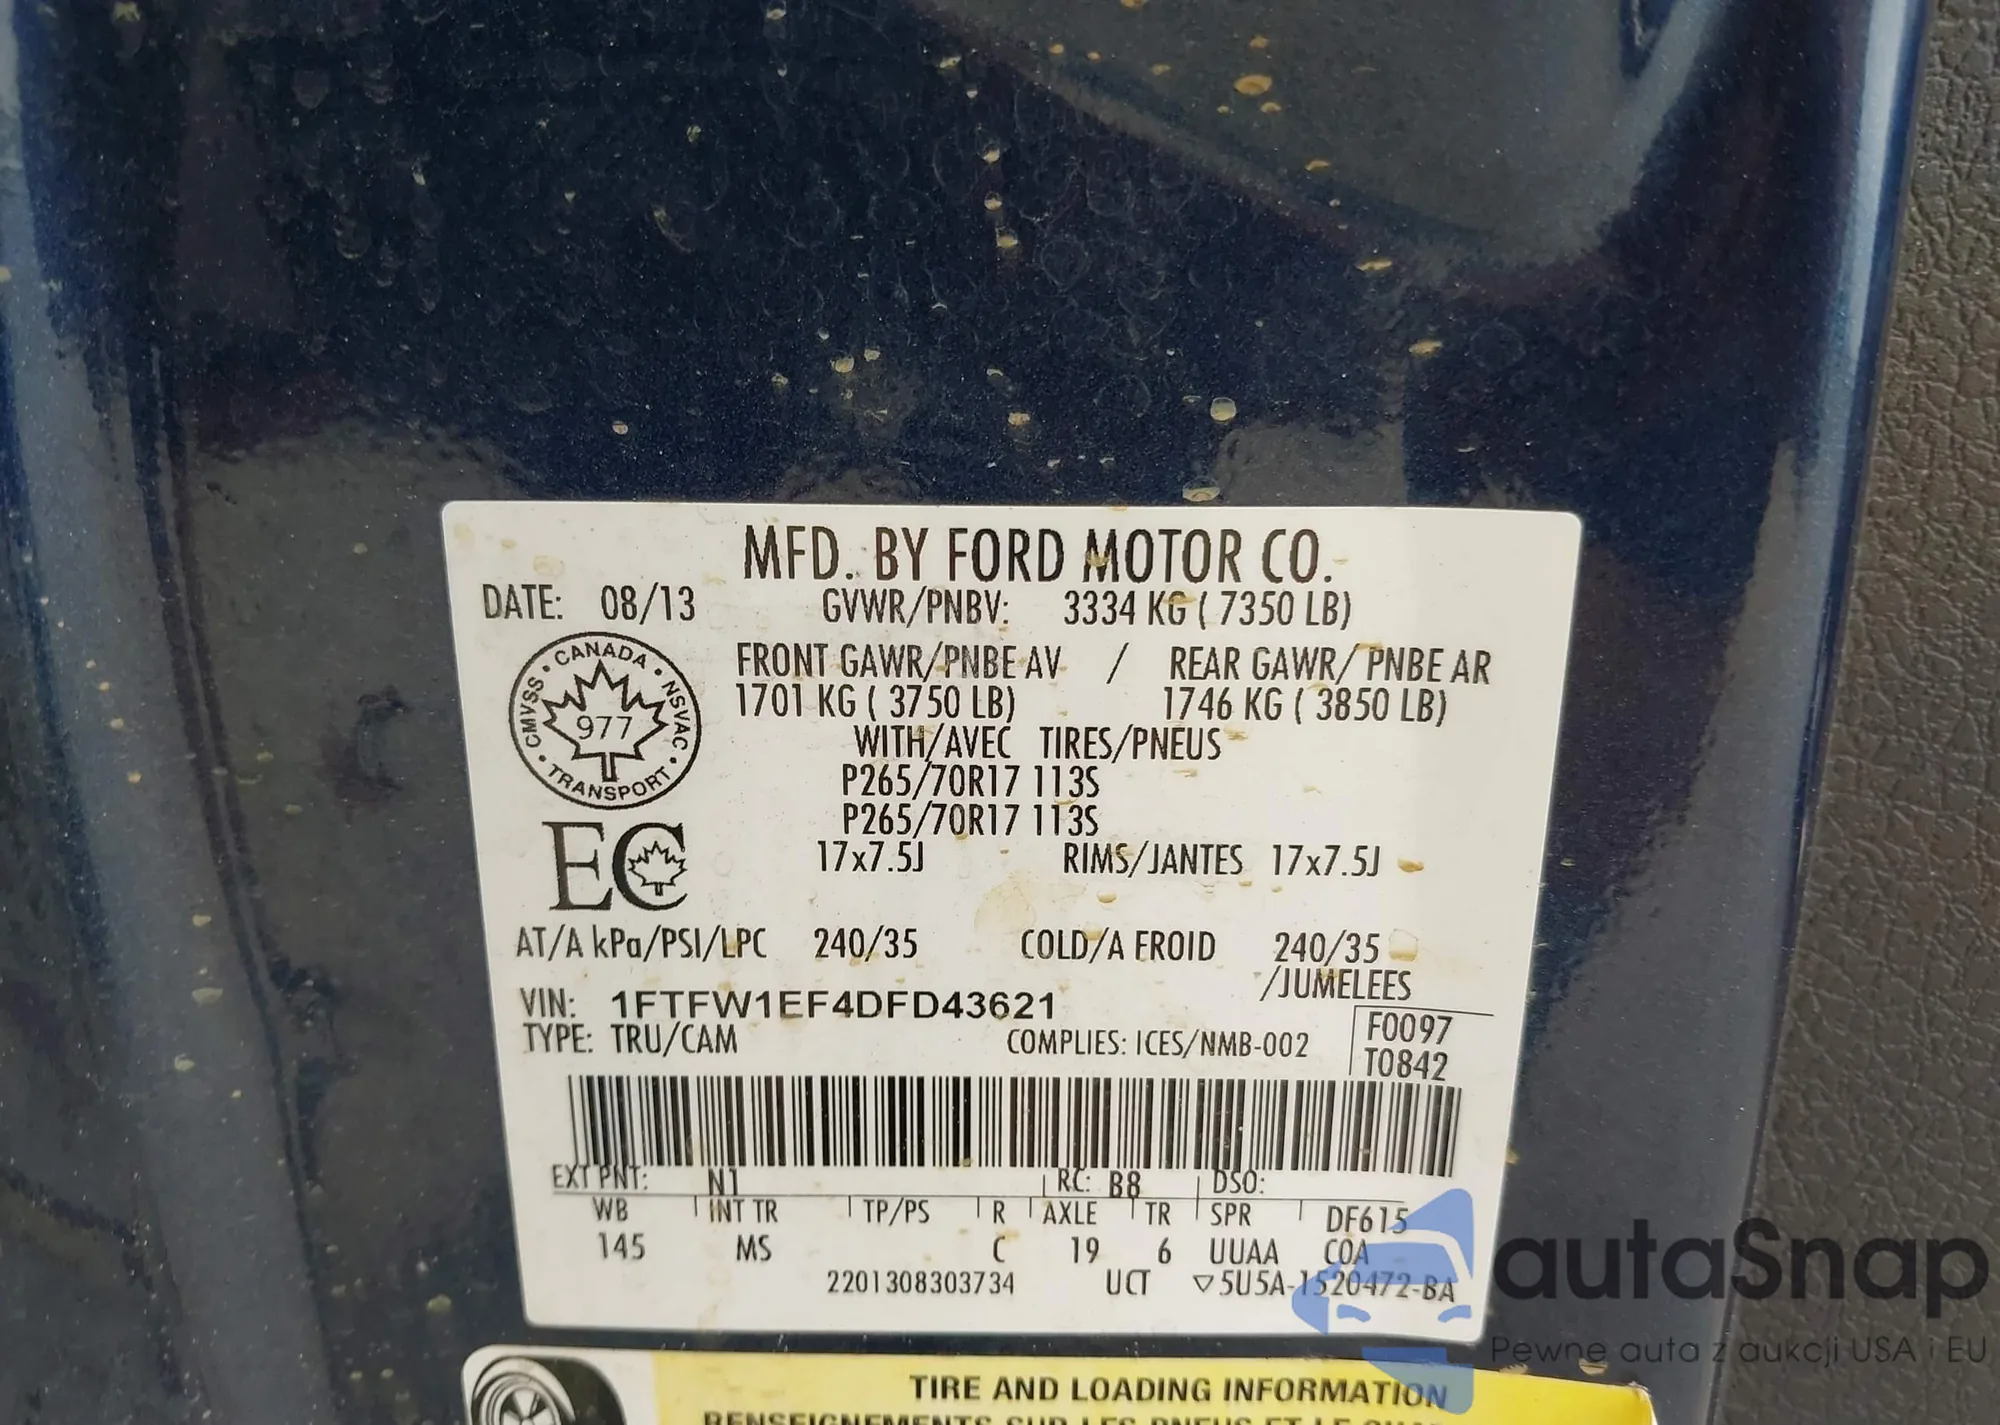 MFD. BY FORD MOTOR CO.
DATE: 08/13 GVWR/PNBV: 3334 KG ( 7350 LB)
FRONT GAWR/PNBE AV / REAR GAWR/ PNBE AR
1701 KG ( 3750 LB) 1746 KG ( 3850 LB)
WITH/AVEC TIRES/PNEUS
P265/70R17 113S
P265/70R17 113S
17x7.5J RIMS/JANTES 17x7.5J
CANADA
CMVSS 977 NSVAC
TRANSPORT
EC
AT/A kPa/PSI/LPC 240/35 COLD/A FROID 240/35
/JUMELEES
VIN: 1FTFW1EF4DFD43621
F0097
TYPE: TRU/CAM COMPLIES: ICES/NMB-002
T0842
EXT PNT: N1 RC: B8 DSO:
WB INT TR TP/PS R AXLE TR SPR DF615
145 MS C 19 6 UUAA COA
2201308303734 UCT ▽5U5A-1520472-BA
TIRE AND LOADING INFORMATION
autaSnap
Pewne auta z aukcji USA i EU